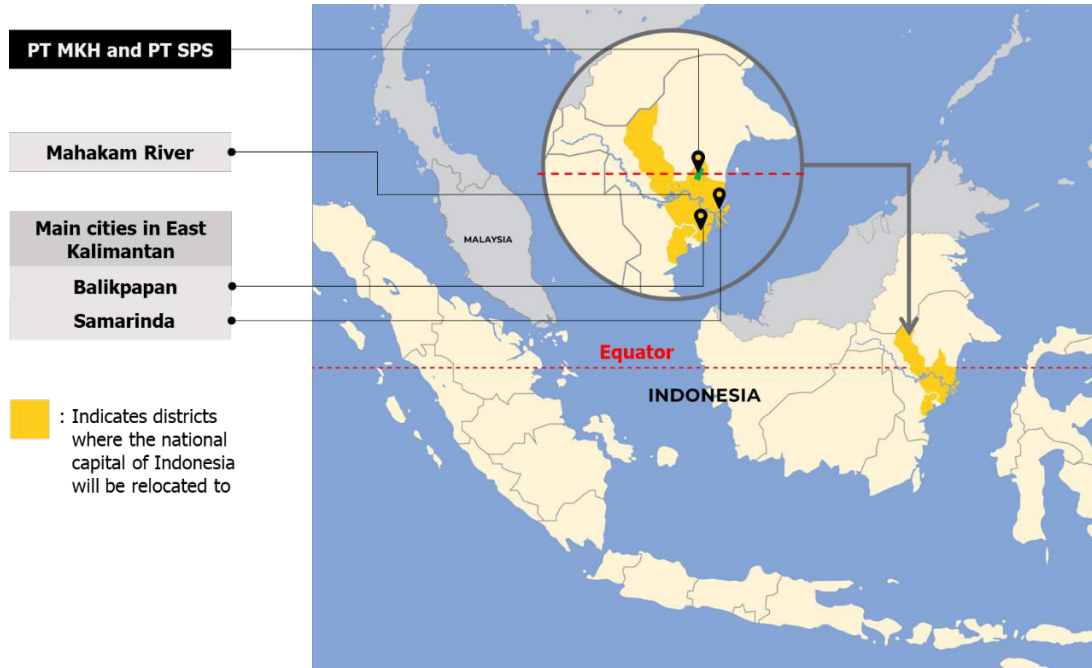 PT MKH and PT SPS
Mahakam River
Main cities in East
Kalimantan
Balikpapan
Samarinda
: Indicates districts
where the national
capital of Indonesia
will be relocated to
MALAYSIA
Equator
INDONESIA